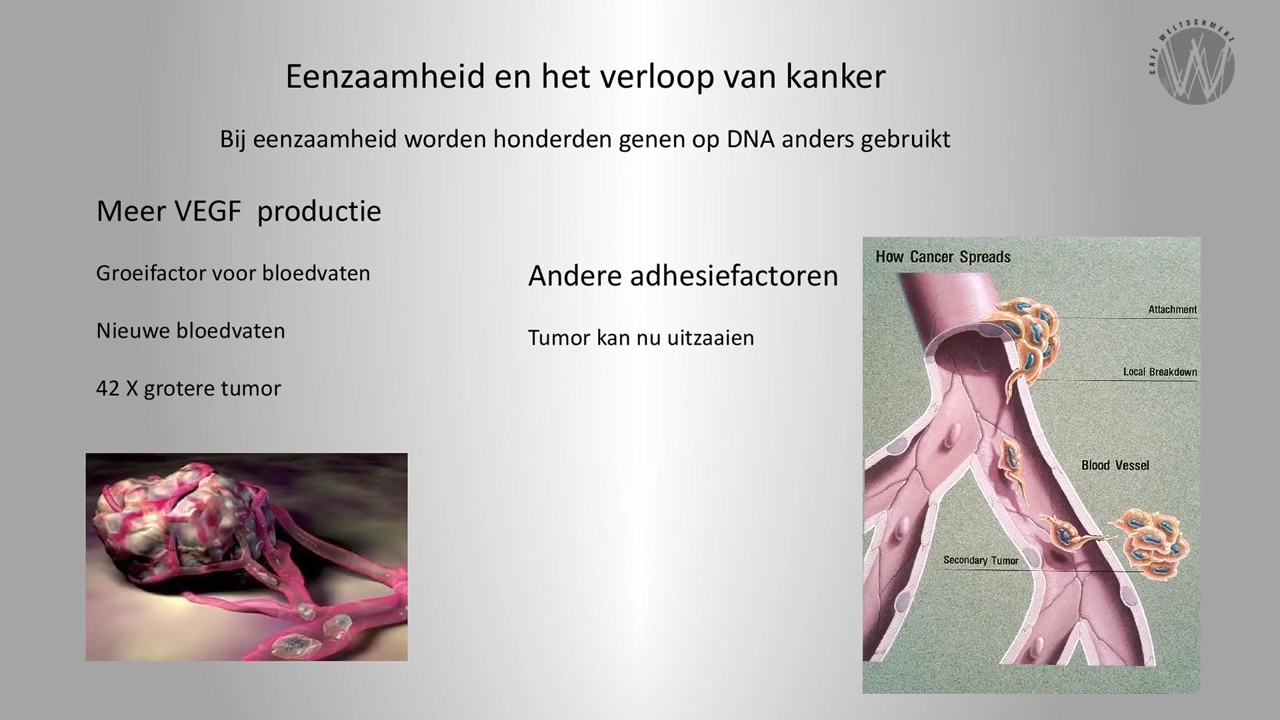 CAFE WELTSCHMERZ
Eenzaamheid en het verloop van kanker
Bij eenzaamheid worden honderden genen op DNA anders gebruikt
Meer VEGF  productie
Groeifactor voor bloedvaten
Nieuwe bloedvaten
42 X grotere tumor
Andere adhesiefactoren
Tumor kan nu uitzaaien
How Cancer Spreads
Attachment
Local Breakdown
Blood Vessel
Secondary Tumor